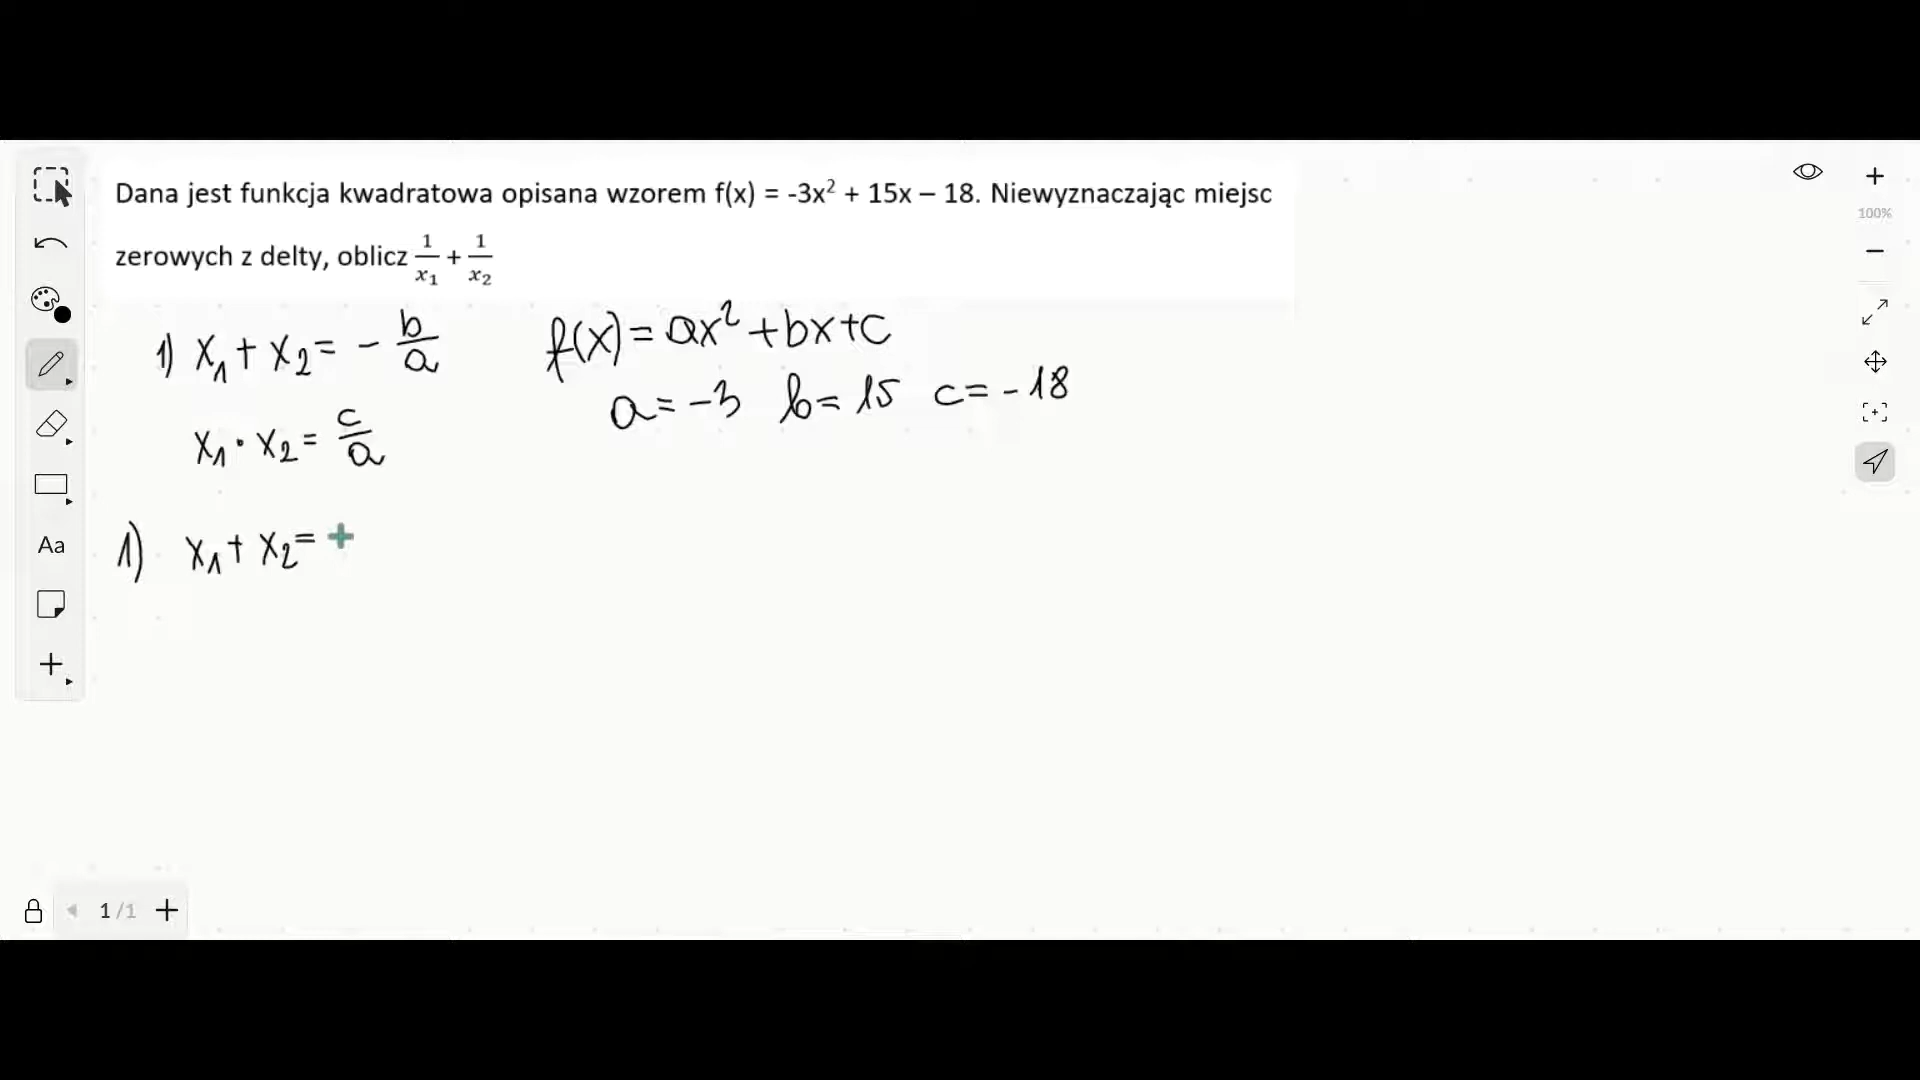 Dana jest funkcja kwadratowa opisana wzorem f(x) = -3x² + 15x – 18. Niewyznaczając miejsc
zerowych z delty, oblicz 1/x₁ + 1/x₂
1) x₁ + x₂ = - b/a
f(x) = ax² + bx + c
a = -3 b = 15 c = -18
x₁ · x₂ = c/a
1) x₁ + x₂ =
Aa
100%
1/1